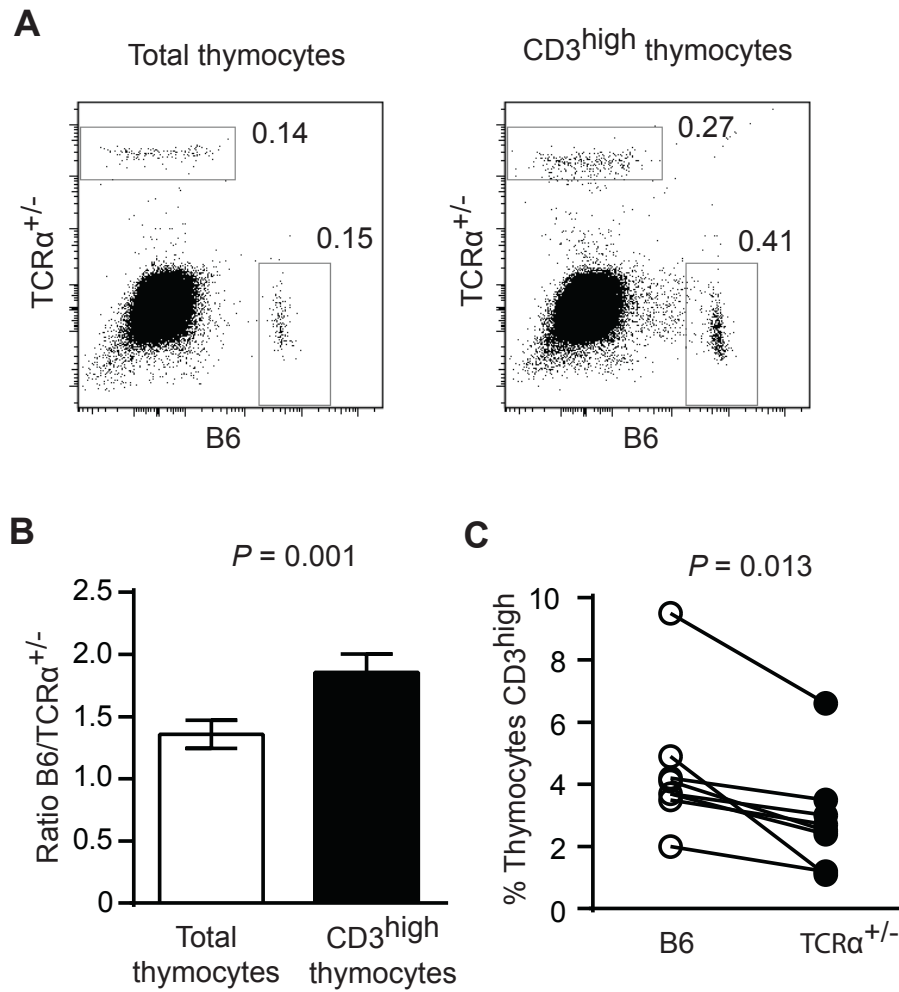 A
Total thymocytes
CD3high thymocytes
0.14
0.15
TCRα+/-
B6
0.27
0.41
TCRα+/-
B6
B
P = 0.001
2.5
2.0
1.5
1.0
0.5
0
Ratio B6/TCRα+/-
Total
thymocytes
CD3high
thymocytes
C
P = 0.013
10
8
6
4
2
0
% Thymocytes CD3high
B6
TCRα+/-